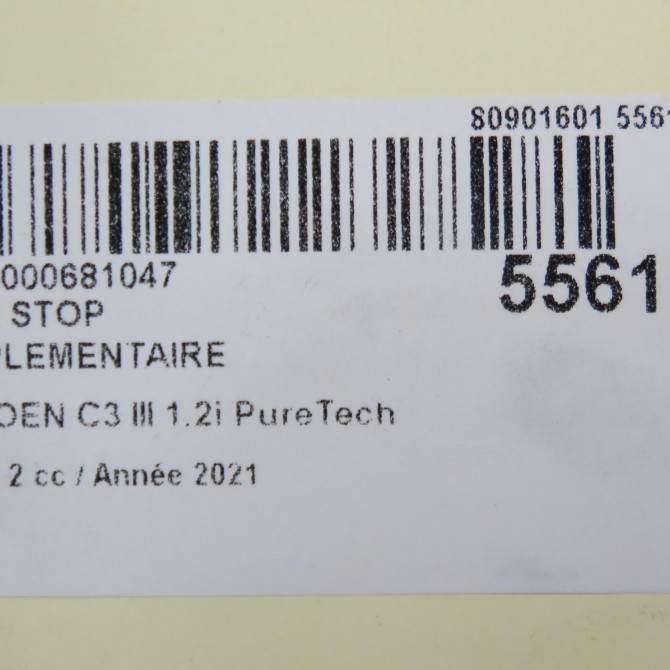 80901601 5561
000681047
5561
STOP
PLEMENTAIRE
OEN C3 III 1.2i PureTech
2 cc / Année 2021